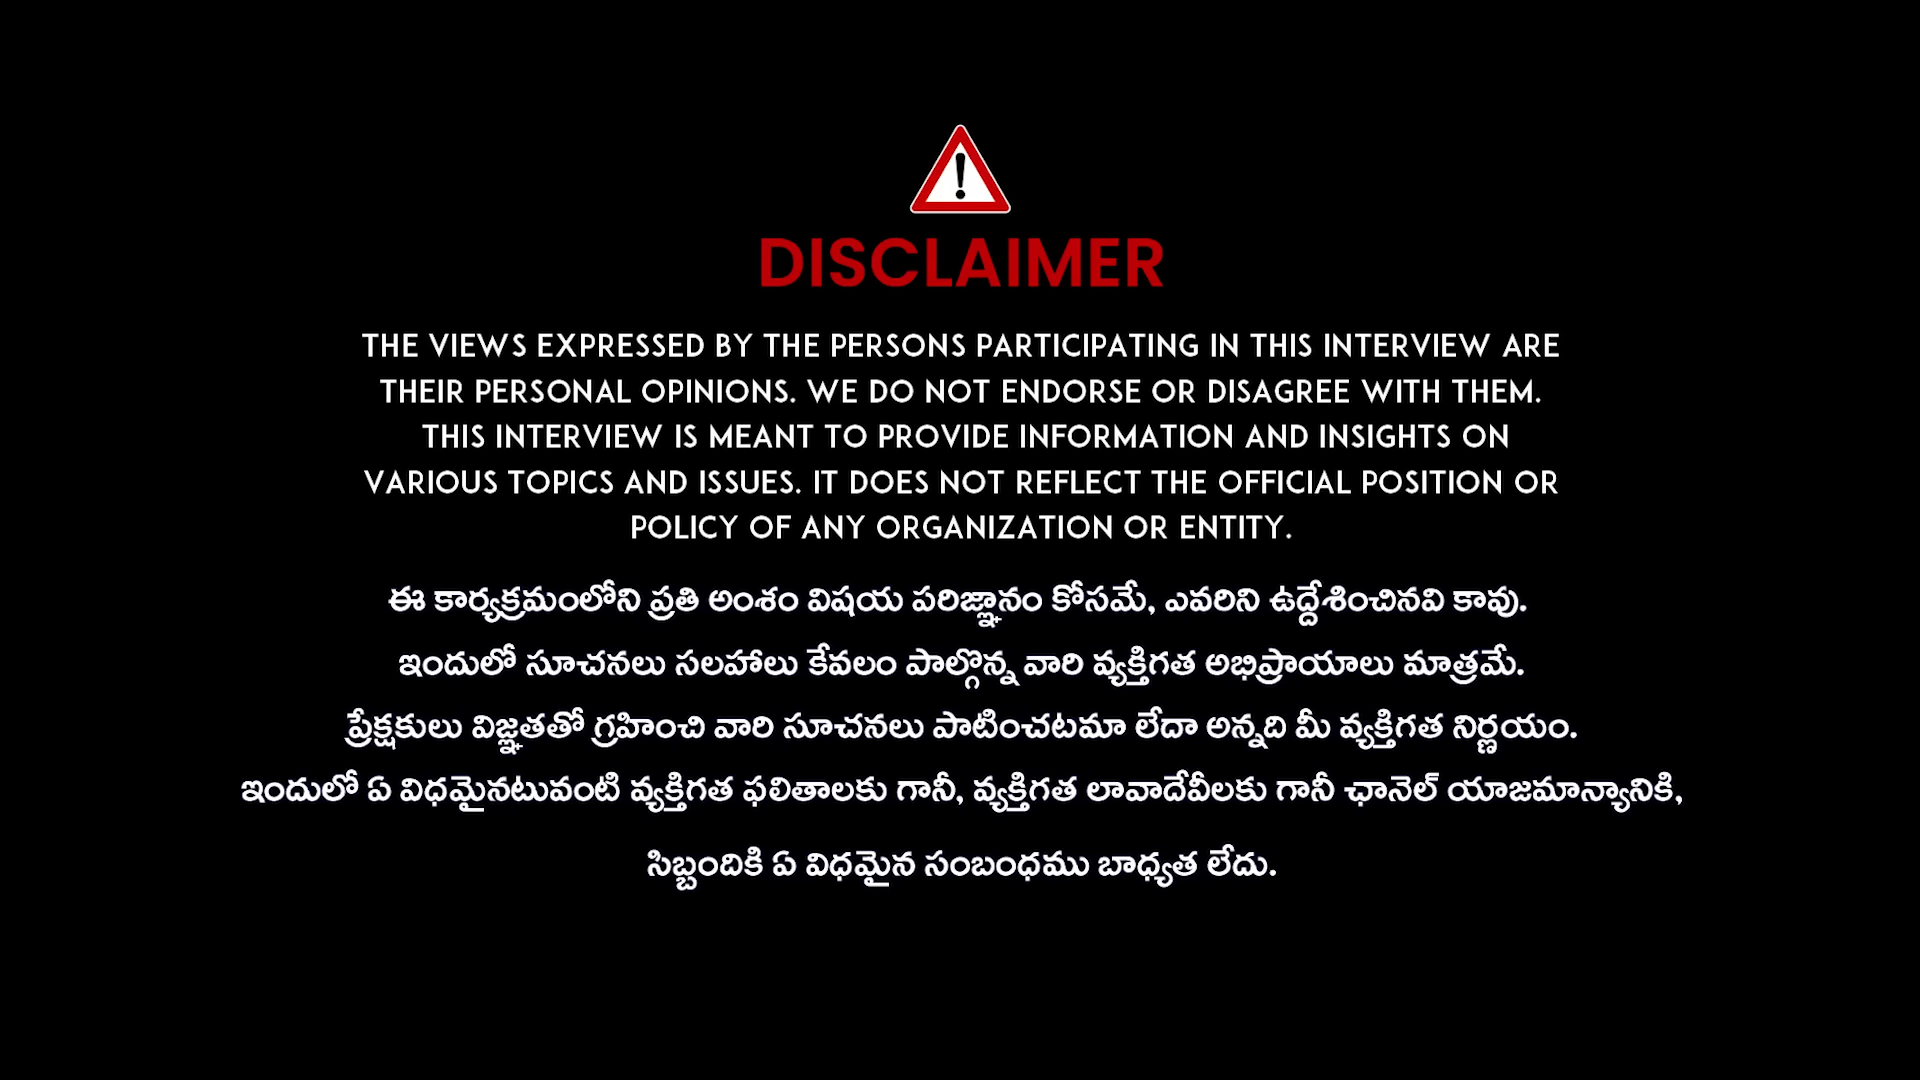 DISCLAIMER
THE VIEWS EXPRESSED BY THE PERSONS PARTICIPATING IN THIS INTERVIEW ARE
THEIR PERSONAL OPINIONS. WE DO NOT ENDORSE OR DISAGREE WITH THEM.
THIS INTERVIEW IS MEANT TO PROVIDE INFORMATION AND INSIGHTS ON
VARIOUS TOPICS AND ISSUES. IT DOES NOT REFLECT THE OFFICIAL POSITION OR
POLICY OF ANY ORGANIZATION OR ENTITY.
ఈ కార్యక్రమంలోని ప్రతి అంశం విషయ పరిజ్ఞానం కోసమే, ఎవరిని ఉద్దేశించినవి కావు.
ఇందులో సూచనలు సలహాలు కేవలం పాల్గొన్న వారి వ్యక్తిగత అభిప్రాయాలు మాత్రమే.
ప్రేక్షకులు విజ్ఞతతో గ్రహించి వారి సూచనలు పాటించటమా లేదా అన్నది మీ వ్యక్తిగత నిర్ణయం.
ఇందులో ఏ విధమైనటువంటి వ్యక్తిగత ఫలితాలకు గానీ, వ్యక్తిగత లావాదేవీలకు గానీ ఛానెల్ యాజమాన్యానికి,
సిబ్బందికి ఏ విధమైన సంబంధము బాధ్యత లేదు.